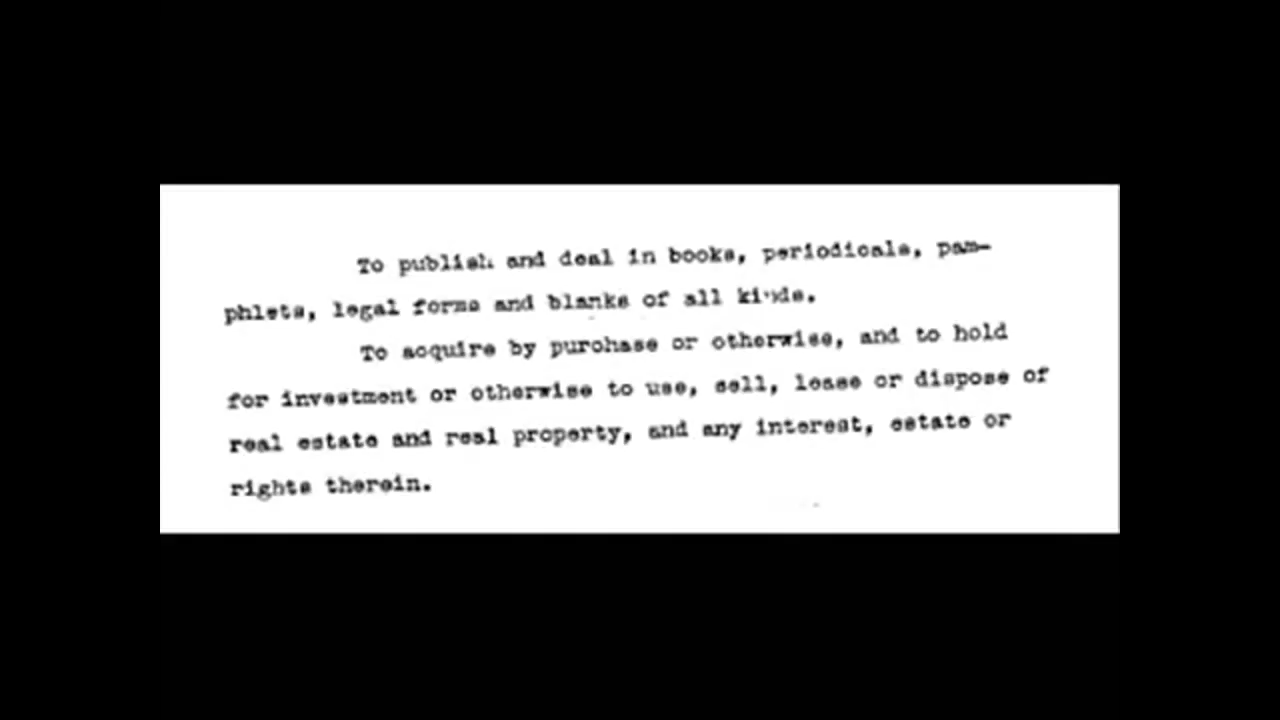 To publish and deal in books, periodicals, pam-
phlets, legal forms and blanks of all kinds.
To acquire by purchase or otherwise, and to hold
for investment or otherwise to use, sell, lease or dispose of
real estate and real property, and any interest, estate or
rights therein.